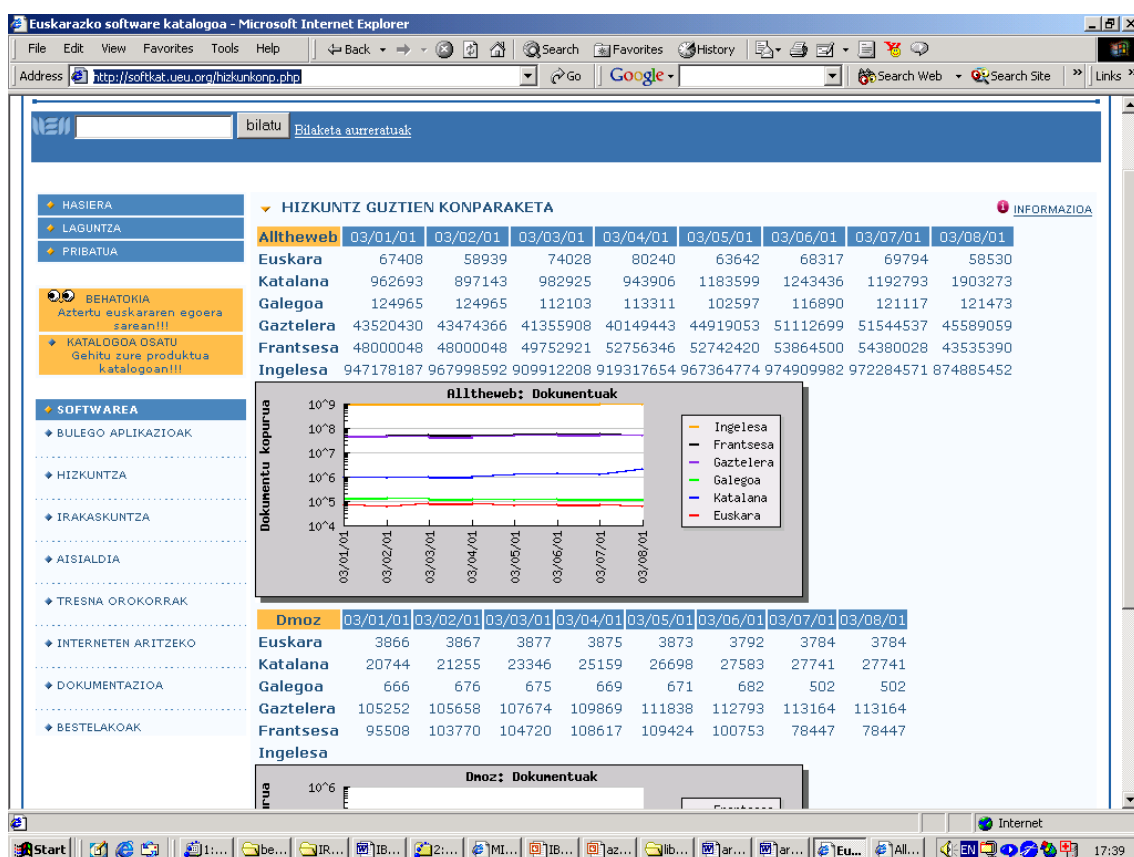 Euskarazko software katalogoa - Microsoft Internet Explorer
File Edit View Favorites Tools Help Back Search Favorites History
Address http://softkat.ueu.org/hizkunkonp.php Go Google Search Web Search Site » Links »
bilatu Bilaketa aurreratuak
HASIERA
LAGUNTZA
PRIBATUA
BEHATOKIA
Aztertu euskararen egoera
sarean!!!
KATALOGOA OSATU
Gehitu zure produktua
katalogoan!!!
SOFTWAREA
BULEGO APLIKAZIOAK
HIZKUNTZA
IRAKASKUNTZA
AISIALDIA
TRESNA OROKORRAK
INTERNETEN ARITZEKO
DOKUMENTAZIOA
BESTELAKOAK
HIZKUNTZ GUZTIEN KONPARAKETA
INFORMAZIOA
Alltheweb 03/01/01 03/02/01 03/03/01 03/04/01 03/05/01 03/06/01 03/07/01 03/08/01
Euskara 67408 58939 74028 80240 63642 68317 69794 58530
Katalana 962693 897143 982925 943906 1183599 1243436 1192793 1903273
Galegoa 124965 124965 112103 113311 102597 116890 121117 121473
Gaztelera 43520430 43474366 41355908 40149443 44919053 51112699 51544537 45589059
Frantsesa 48000048 48000048 49752921 52756346 52742420 53864500 54380028 43535390
Ingelesa 947178187 967998592 909912208 919317654 967364774 974909982 972284571 874885452
Alltheweb: Dokumentuak
Dokumentu kopurua
10^9
10^8
10^7
10^6
10^5
10^4
03/01/01 03/02/01 03/03/01 03/04/01 03/05/01 03/06/01 03/07/01 03/08/01
Ingelesa
Frantsesa
Gaztelera
Galegoa
Katalana
Euskara
Dmoz 03/01/01 03/02/01 03/03/01 03/04/01 03/05/01 03/06/01 03/07/01 03/08/01
Euskara 3866 3867 3877 3875 3873 3792 3784 3784
Katalana 20744 21255 23346 25159 26698 27583 27741 27741
Galegoa 666 676 675 669 671 682 502 502
Gaztelera 105252 105658 107674 109869 111838 112793 113164 113164
Frantsesa 95508 103770 104720 108617 109424 100753 78447 78447
Ingelesa
Dmoz: Dokumentuak
10^6
Internet
Start 1:... be... IR... IB... 2:... MI... IB... az... lib... ar... ar... Eu... All... EN 17:39